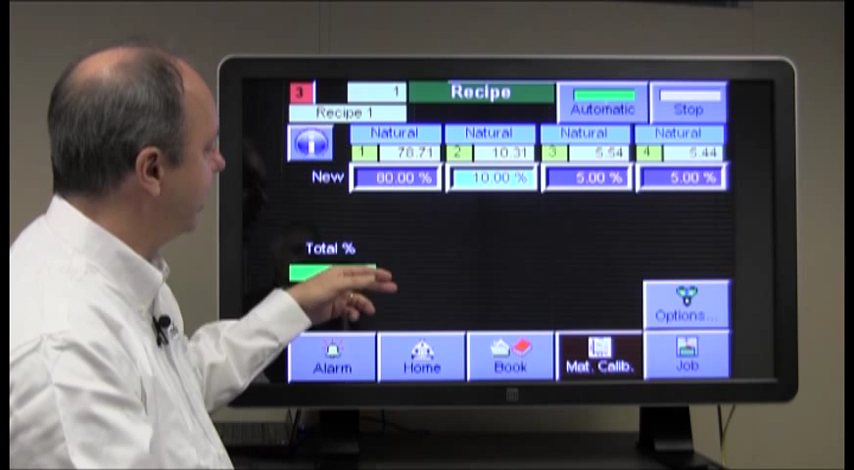 3 1 Recipe
Recipe 1
Automatic Stop
Natural Natural Natural Natural
1 78.71 2 10.31 3 5.54 4 5.44
New 80.00 % 10.00 % 5.00 % 5.00 %
Total %
Options...
Alarm Home Book Mat. Calib. Job